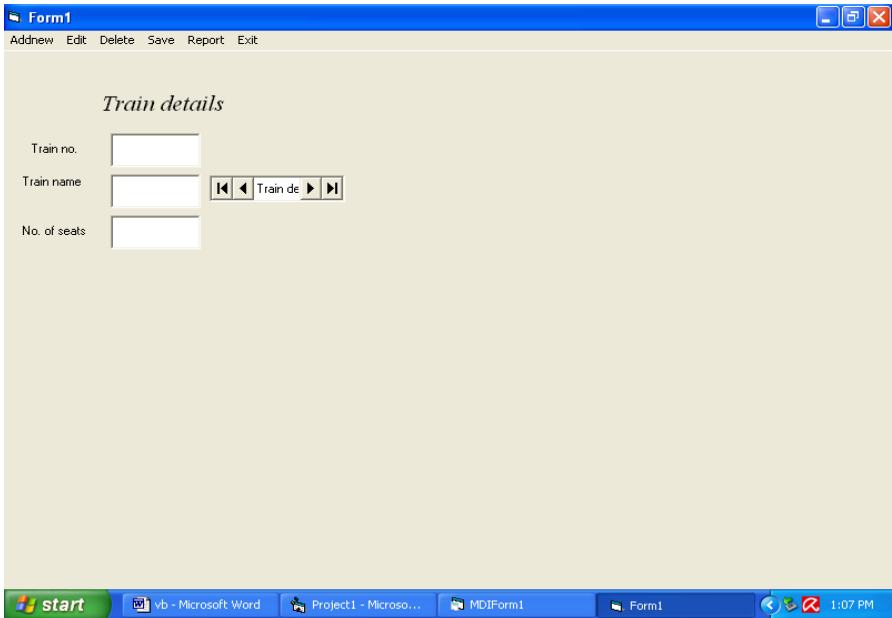 Form1
Addnew Edit Delete Save Report Exit
Train details
Train no.
Train name
Train de
No. of seats
start vb - Microsoft Word Project1 - Microso... MDIForm1 Form1 1:07 PM